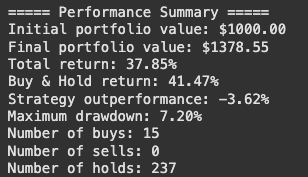 ===== Performance Summary =====
Initial portfolio value: $1000.00
Final portfolio value: $1378.55
Total return: 37.85%
Buy & Hold return: 41.47%
Strategy outperformance: -3.62%
Maximum drawdown: 7.20%
Number of buys: 15
Number of sells: 0
Number of holds: 237